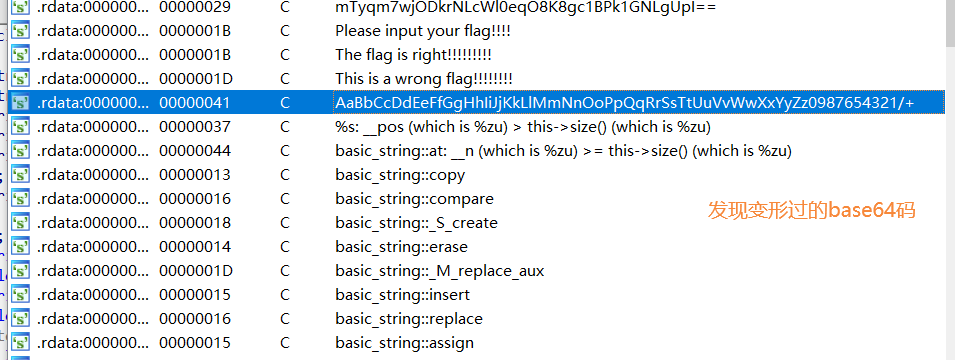 .rdata:000000... 00000029 C mTyqm7wjODkrNLcWl0eqO8K8gc1BPk1GNLgUpI==
.rdata:000000... 0000001B C Please input your flag!!!!
.rdata:000000... 0000001B C The flag is right!!!!!!!!!
.rdata:000000... 0000001D C This is a wrong flag!!!!!!!!
.rdata:000000... 00000041 C AaBbCcDdEeFfGgHhIiJjKkLlMmNnOoPpQqRrSsTtUuVvWwXxYyZz0987654321/+
.rdata:000000... 00000037 C %s: __pos (which is %zu) > this->size() (which is %zu)
.rdata:000000... 00000044 C basic_string::at: __n (which is %zu) >= this->size() (which is %zu)
.rdata:000000... 00000013 C basic_string::copy
.rdata:000000... 00000016 C basic_string::compare
.rdata:000000... 00000018 C basic_string::_S_create
.rdata:000000... 00000014 C basic_string::erase
.rdata:000000... 0000001D C basic_string::_M_replace_aux
.rdata:000000... 00000015 C basic_string::insert
.rdata:000000... 00000016 C basic_string::replace
.rdata:000000... 00000015 C basic_string::assign
发现变形过的base64码